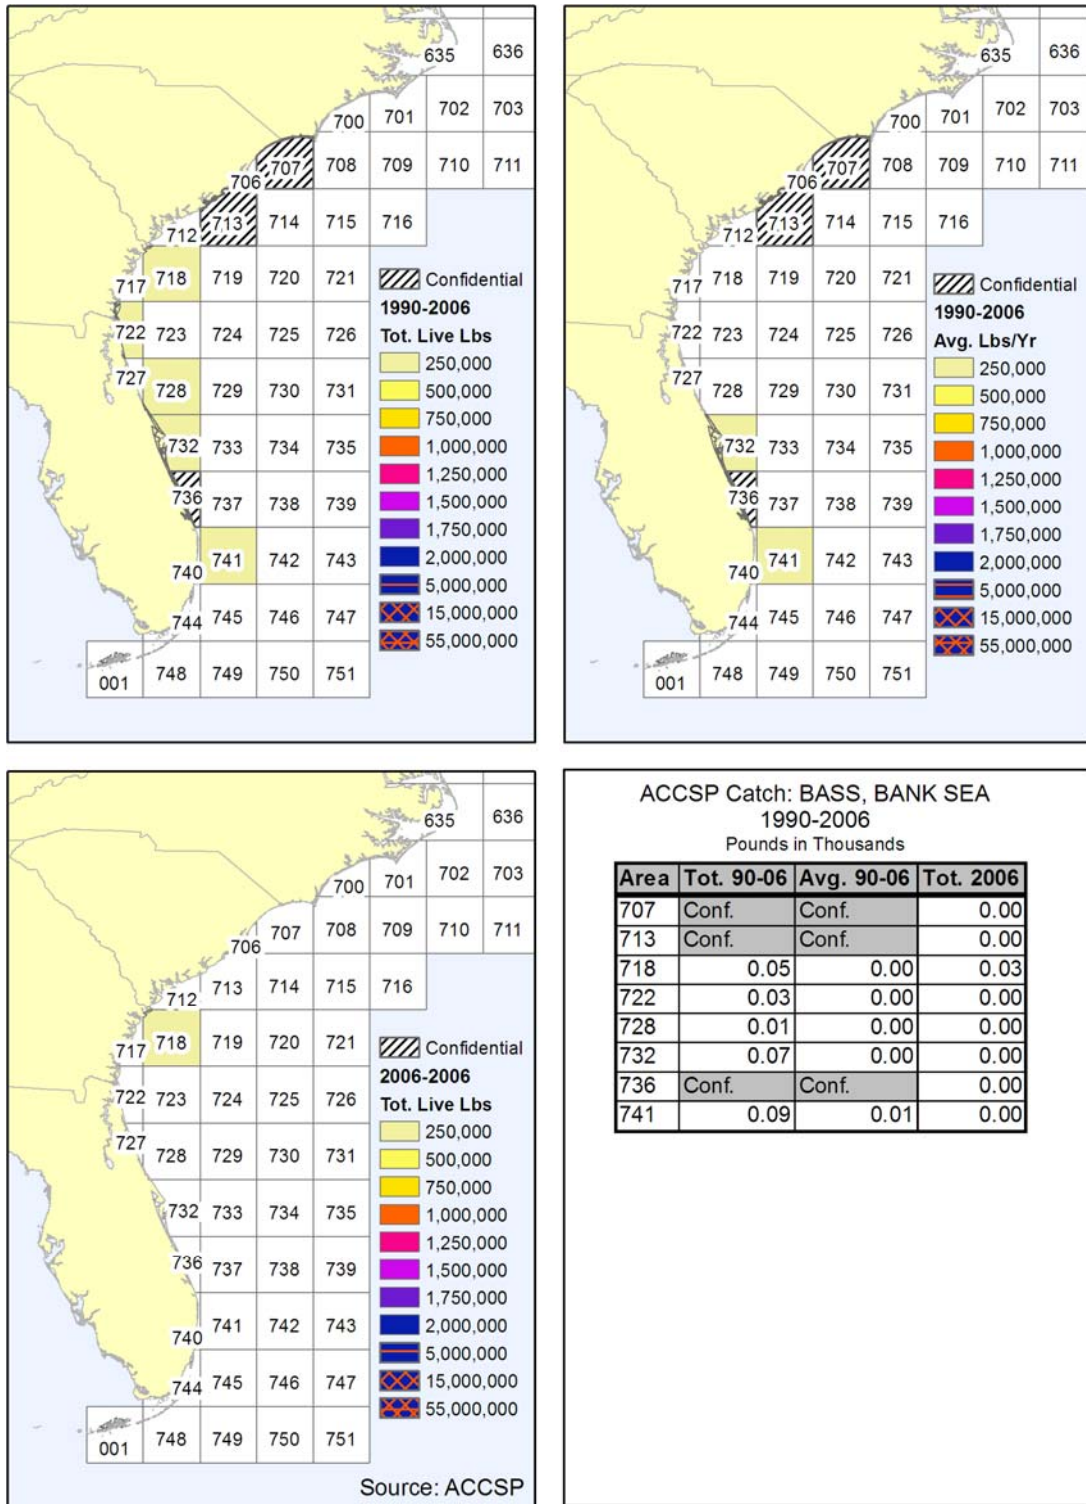 635 636
700 701 702 703
706 707 708 709 710 711
712 713 714 715 716
717 718 719 720 721
722 723 724 725 726
727 728 729 730 731
732 733 734 735
736 737 738 739
740 741 742 743
744 745 746 747
001 748 749 750 751
Confidential
1990-2006
Tot. Live Lbs
250,000
500,000
750,000
1,000,000
1,250,000
1,500,000
1,750,000
2,000,000
5,000,000
15,000,000
55,000,000
635 636
700 701 702 703
706 707 708 709 710 711
712 713 714 715 716
717 718 719 720 721
722 723 724 725 726
727 728 729 730 731
732 733 734 735
736 737 738 739
740 741 742 743
744 745 746 747
001 748 749 750 751
Confidential
1990-2006
Avg. Lbs/Yr
250,000
500,000
750,000
1,000,000
1,250,000
1,500,000
1,750,000
2,000,000
5,000,000
15,000,000
55,000,000
635 636
700 701 702 703
706 707 708 709 710 711
712 713 714 715 716
717 718 719 720 721
722 723 724 725 726
727 728 729 730 731
732 733 734 735
736 737 738 739
740 741 742 743
744 745 746 747
001 748 749 750 751
Confidential
2006-2006
Tot. Live Lbs
250,000
500,000
750,000
1,000,000
1,250,000
1,500,000
1,750,000
2,000,000
5,000,000
15,000,000
55,000,000
Source: ACCSP
ACCSP Catch: BASS, BANK SEA
1990-2006
Pounds in Thousands
Area Tot. 90-06 Avg. 90-06 Tot. 2006
707 Conf. Conf. 0.00
713 Conf. Conf. 0.00
718 0.05 0.00 0.03
722 0.03 0.00 0.00
728 0.01 0.00 0.00
732 0.07 0.00 0.00
736 Conf. Conf. 0.00
741 0.09 0.01 0.00